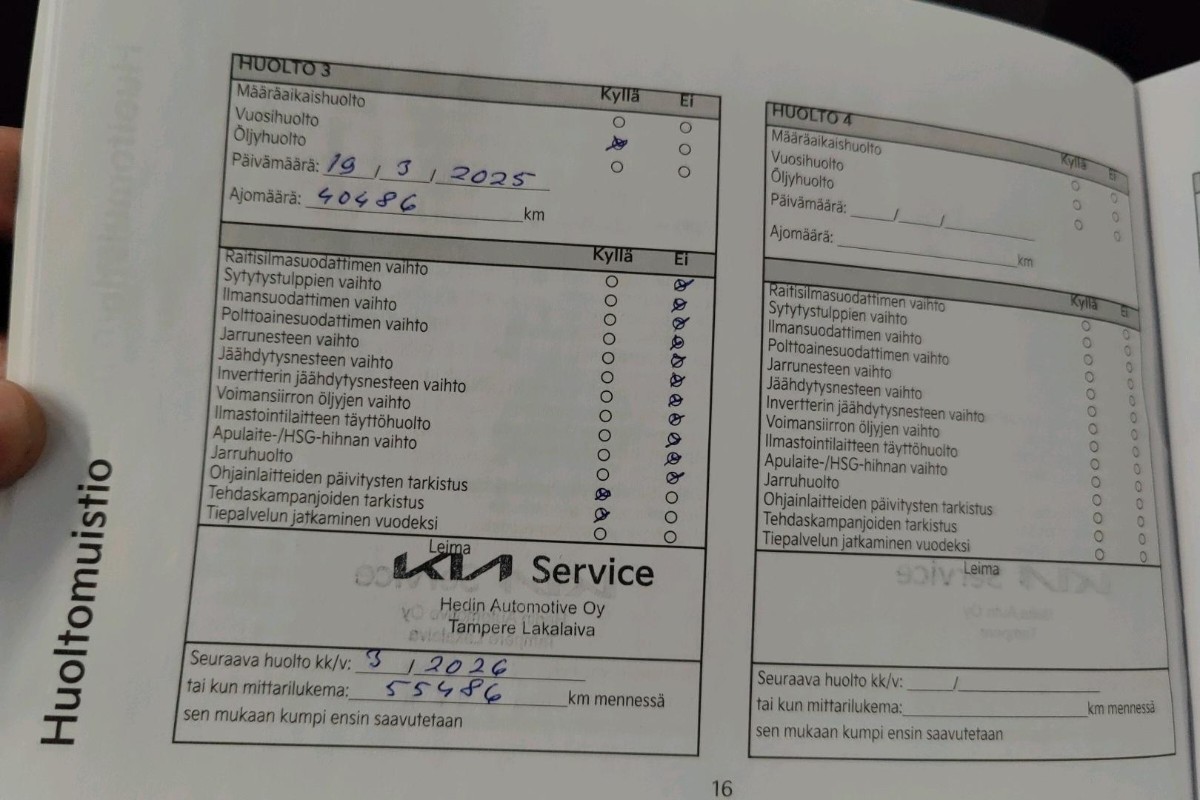 Huoltomuistio
HUOLTO 3
Kyllä Ei
Määräaikaishuolto
Vuosihuolto
Öljyhuolto
Päivämäärä: 19 / 3 / 2025
Ajomäärä: 40486 km
Kyllä Ei
Raitisilmasuodattimen vaihto
Sytytystulppien vaihto
Ilmansuodattimen vaihto
Polttoainesuodattimen vaihto
Jarrunesteen vaihto
Jäähdytysnesteen vaihto
Invertterin jäähdytysnesteen vaihto
Voimansiirron öljyjen vaihto
Ilmastointilaitteen täyttöhuolto
Apulaite-/HSG-hihnan vaihto
Jarruhuolto
Ohjainlaitteiden päivitysten tarkistus
Tehdaskampanjoiden tarkistus
Tiepalvelun jatkaminen vuodeksi
Leima
KIA Service
Hedin Automotive Oy
Tampere Lakalaiva
Seuraava huolto kk/v: 3 / 2026
tai kun mittarilukema: 55486 km mennessä
sen mukaan kumpi ensin saavutetaan
HUOLTO 4
Kyllä Ei
Määräaikaishuolto
Vuosihuolto
Öljyhuolto
Päivämäärä: / /
Ajomäärä: km
Kyllä Ei
Raitisilmasuodattimen vaihto
Sytytystulppien vaihto
Ilmansuodattimen vaihto
Polttoainesuodattimen vaihto
Jarrunesteen vaihto
Jäähdytysnesteen vaihto
Invertterin jäähdytysnesteen vaihto
Voimansiirron öljyjen vaihto
Ilmastointilaitteen täyttöhuolto
Apulaite-/HSG-hihnan vaihto
Jarruhuolto
Ohjainlaitteiden päivitysten tarkistus
Tehdaskampanjoiden tarkistus
Tiepalvelun jatkaminen vuodeksi
Leima
Seuraava huolto kk/v: /
tai kun mittarilukema: km mennessä
sen mukaan kumpi ensin saavutetaan
16